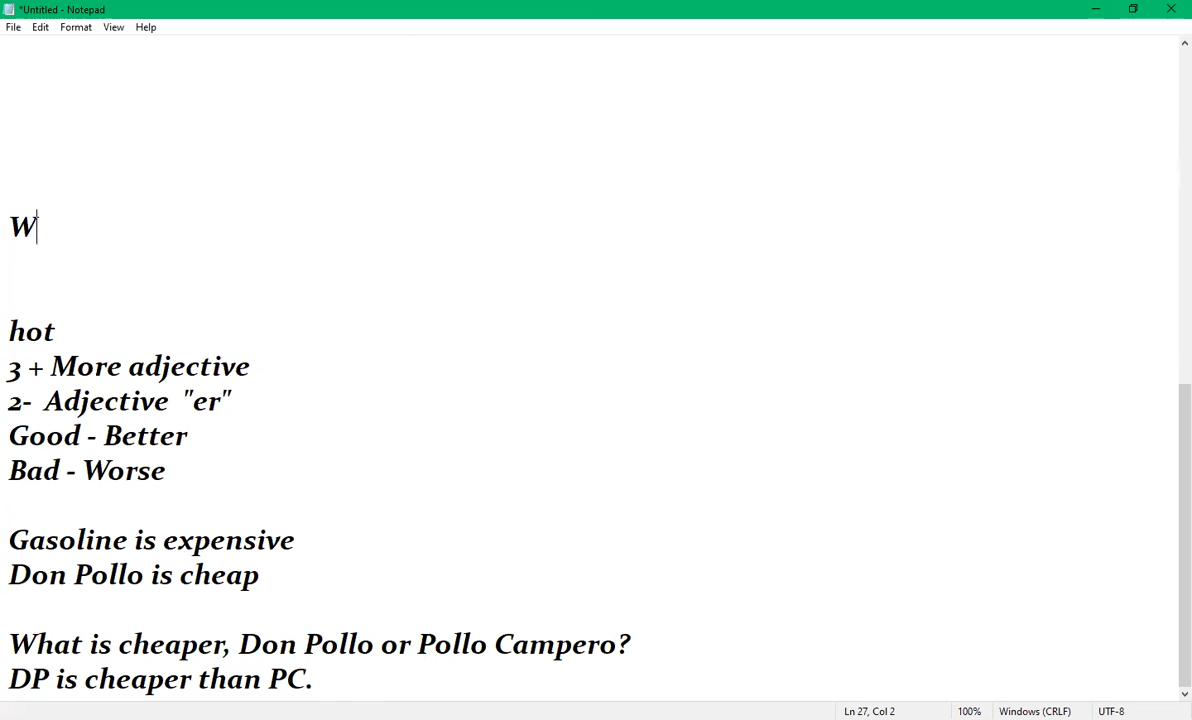 *Untitled - Notepad
File Edit Format View Help
W
hot
3 + More adjective
2- Adjective "er"
Good - Better
Bad - Worse
Gasoline is expensive
Don Pollo is cheap
What is cheaper, Don Pollo or Pollo Campero?
DP is cheaper than PC.
Ln 27, Col 2 100% Windows (CRLF) UTF-8